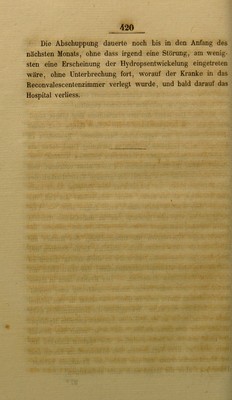 420
Die Abschuppung dauerte noch bis in den Anfang des
nächsten Monats, ohne dass irgend eine Störung, am wenig-
sten eine Erscheinung der Hydropsentwickelung eingetreten
wäre, ohne Unterbrechung fort, worauf der Kranke in das
Reconvalescentenzimmer verlegt wurde, und bald darauf das
Hospital verliess.